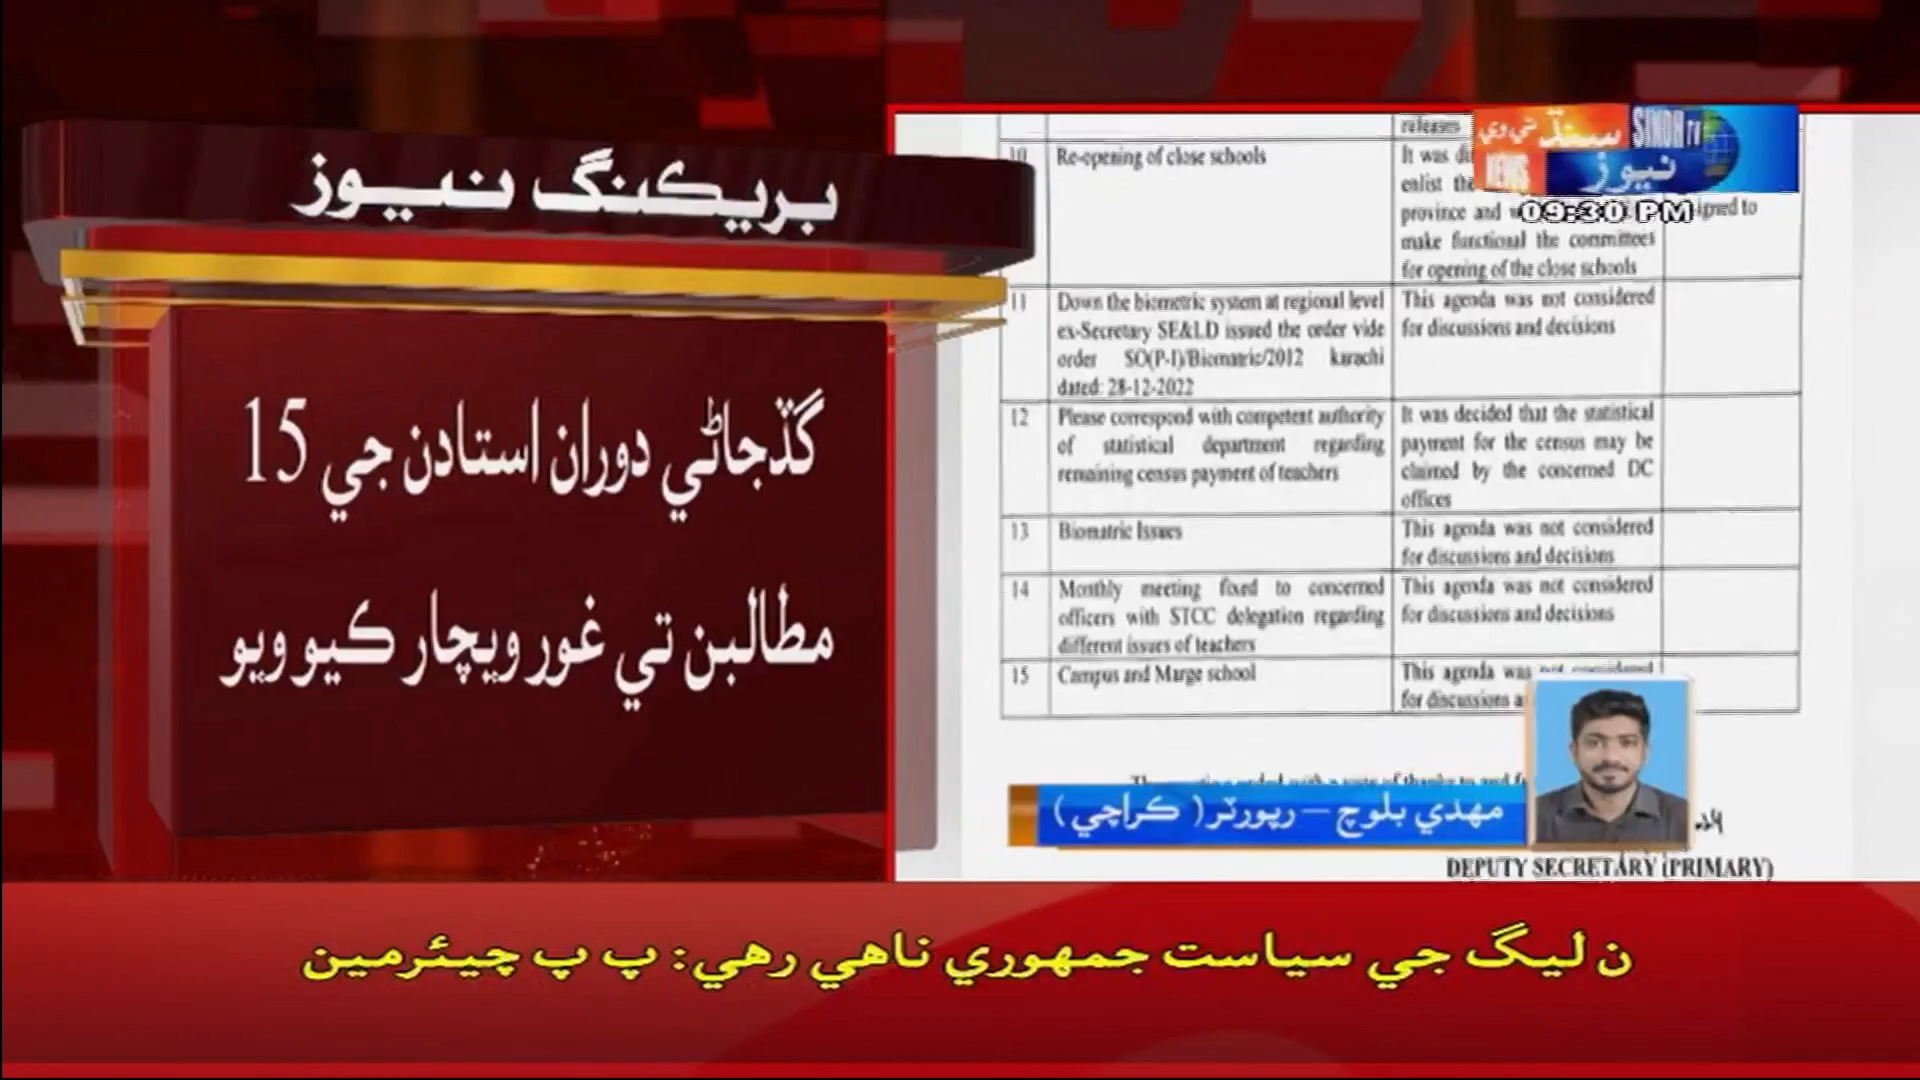 بريڪنگ نيوز
گڏجاڻي دوران استادن جي 15
مطالبن تي غور ويچار ڪيو ويو
سنڌ ٽي وي
SINDH TV
NEWS
نيوز
09:30 PM
releases
10 Re-opening of close schools
It was di
enlist the
province and w
igned to
make functional the committees
for opening of the close schools
11 Down the biometric system at regional level
ex-Secretary SE&LD issued the order vide
order SO(P-I)/Biomatric/2012 karachi
dated: 28-12-2022
This agenda was not considered
for discussions and decisions
12 Please correspond with competent authority
of statistical department regarding
remaining census payment of teachers
It was decided that the statistical
payment for the census may be
claimed by the concerned DC
offices
13 Biomatric Issues
This agenda was not considered
for discussions and decisions
14 Monthly meeting fixed to concerned
officers with STCC delegation regarding
different issues of teachers
This agenda was not considered
for discussions and decisions
15 Campus and Marge school
This agenda was not considered
for discussions a
مهدي بلوچ – رپورٽر (ڪراچي)
DEPUTY SECRETARY (PRIMARY)
ن ليگ جي سياست جمهوري ناهي رهي: پ پ چيئرمين